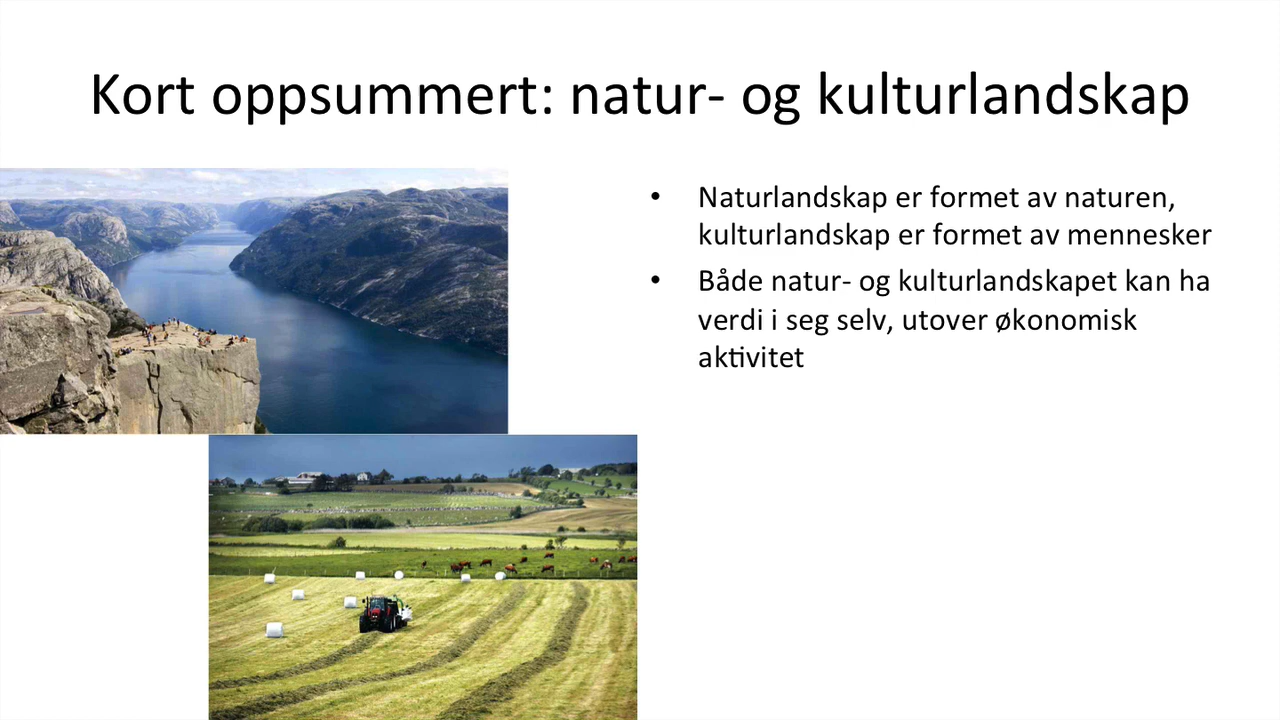 Kort oppsummert: natur- og kulturlandskap
• Naturlandskap er formet av naturen,
kulturlandskap er formet av mennesker
• Både natur- og kulturlandskapet kan ha
verdi i seg selv, utover økonomisk
aktivitet